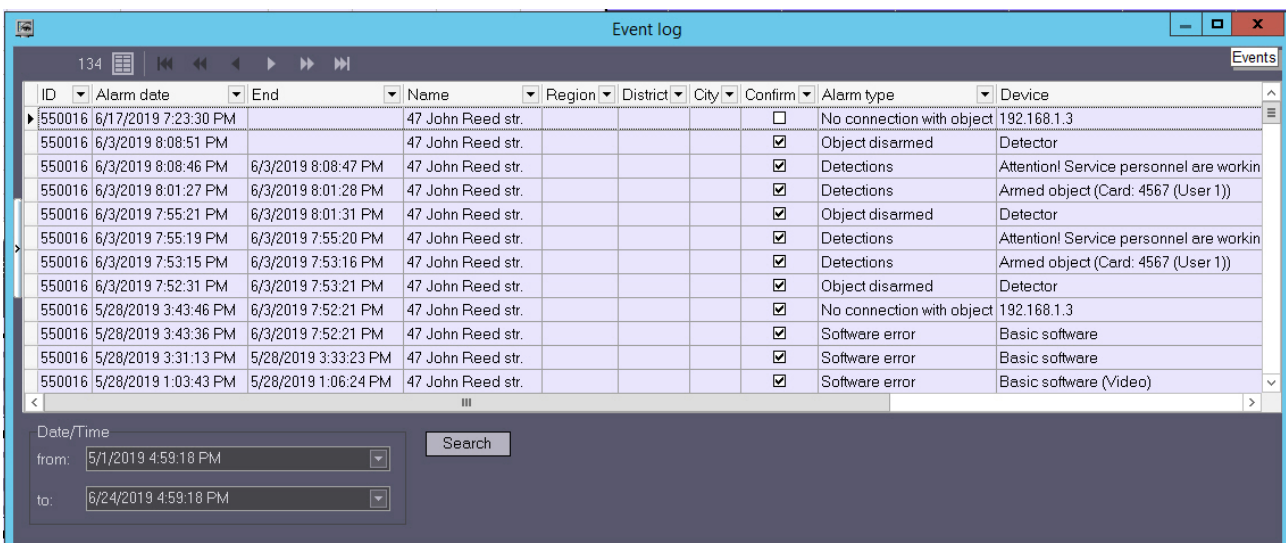 Event log
134
Events
ID Alarm date End Name Region District City Confirm Alarm type Device
550016 6/17/2019 7:23:30 PM 47 John Reed str. No connection with object 192.168.1.3
550016 6/3/2019 8:08:51 PM 47 John Reed str. Object disarmed Detector
550016 6/3/2019 8:08:46 PM 6/3/2019 8:08:47 PM 47 John Reed str. Detections Attention! Service personnel are workin
550016 6/3/2019 8:01:27 PM 6/3/2019 8:01:28 PM 47 John Reed str. Detections Armed object (Card: 4567 (User 1))
550016 6/3/2019 7:55:21 PM 6/3/2019 8:01:31 PM 47 John Reed str. Object disarmed Detector
550016 6/3/2019 7:55:19 PM 6/3/2019 7:55:20 PM 47 John Reed str. Detections Attention! Service personnel are workin
550016 6/3/2019 7:53:15 PM 6/3/2019 7:53:16 PM 47 John Reed str. Detections Armed object (Card: 4567 (User 1))
550016 6/3/2019 7:52:31 PM 6/3/2019 7:53:21 PM 47 John Reed str. Object disarmed Detector
550016 5/28/2019 3:43:46 PM 6/3/2019 7:52:21 PM 47 John Reed str. No connection with object 192.168.1.3
550016 5/28/2019 3:43:36 PM 6/3/2019 7:52:21 PM 47 John Reed str. Software error Basic software
550016 5/28/2019 3:31:13 PM 5/28/2019 3:33:23 PM 47 John Reed str. Software error Basic software
550016 5/28/2019 1:03:43 PM 5/28/2019 1:06:24 PM 47 John Reed str. Software error Basic software (Video)
Date/Time
from: 5/1/2019 4:59:18 PM
Search
to: 6/24/2019 4:59:18 PM